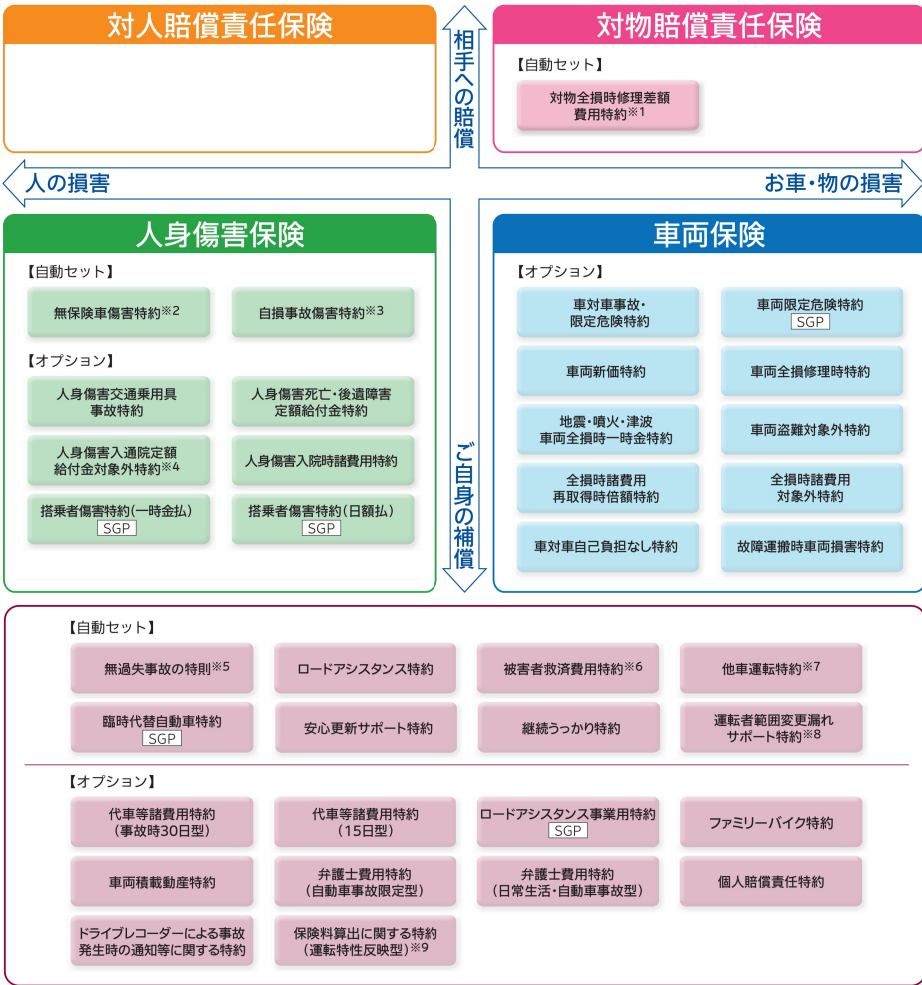 対人賠償責任保険
相手への賠償
対物賠償責任保険
【自動セット】
対物全損時修理差額
費用特約※1
人の損害
お車・物の損害
人身傷害保険
【自動セット】
無保険車傷害特約※2
自損事故傷害特約※3
【オプション】
人身傷害交通乗用具
事故特約
人身傷害死亡・後遺障害
定額給付金特約
人身傷害入通院定額
給付金対象外特約※4
人身傷害入院時諸費用特約
搭乗者傷害特約(一時金払)
SGP
搭乗者傷害特約(日額払)
SGP
ご自身の補償
車両保険
【オプション】
車対車事故・
限定危険特約
車両限定危険特約
SGP
車両新価特約
車両全損修理時特約
地震・噴火・津波
車両全損時一時金特約
車両盗難対象外特約
全損時諸費用
再取得時倍額特約
全損時諸費用
対象外特約
車対車自己負担なし特約
故障運搬時車両損害特約
【自動セット】
無過失事故の特則※5
ロードアシスタンス特約
被害者救済費用特約※6
他車運転特約※7
臨時代替自動車特約
SGP
安心更新サポート特約
継続うっかり特約
運転者範囲変更漏れ
サポート特約※8
【オプション】
代車等諸費用特約
(事故時30日型)
代車等諸費用特約
(15日型)
ロードアシスタンス事業用特約
SGP
ファミリーバイク特約
車両積載動産特約
弁護士費用特約
(自動車事故限定型)
弁護士費用特約
(日常生活・自動車事故型)
個人賠償責任特約
ドライブレコーダーによる事故
発生時の通知等に関する特約
保険料算出に関する特約
(運転特性反映型)※9